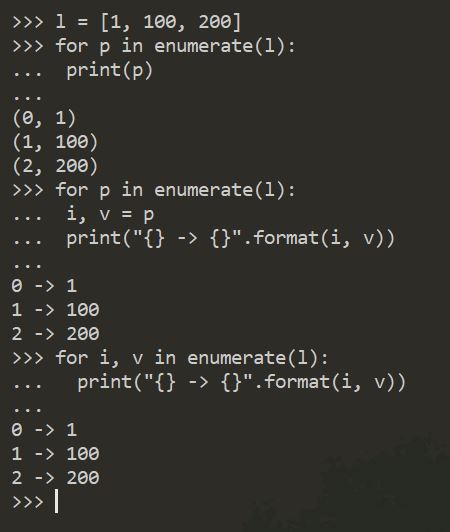 >>> l = [1, 100, 200]
>>> for p in enumerate(l):
...  print(p)
...
(0, 1)
(1, 100)
(2, 200)
>>> for p in enumerate(l):
...  i, v = p
...  print("{} -> {}".format(i, v))
...
0 -> 1
1 -> 100
2 -> 200
>>> for i, v in enumerate(l):
...   print("{} -> {}".format(i, v))
...
0 -> 1
1 -> 100
2 -> 200
>>>